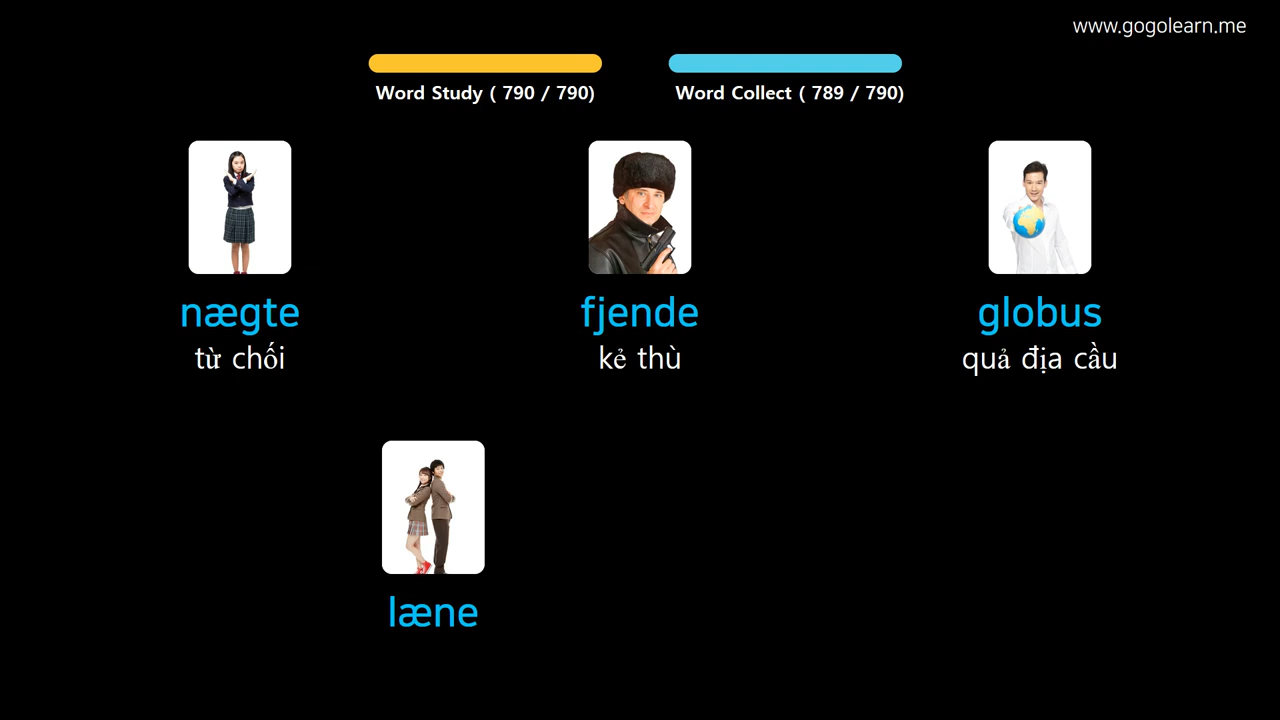 www.gogolearn.me
Word Study ( 790 / 790)
Word Collect ( 789 / 790)
nægte
từ chối
fjende
kẻ thù
globus
quả địa cầu
læne